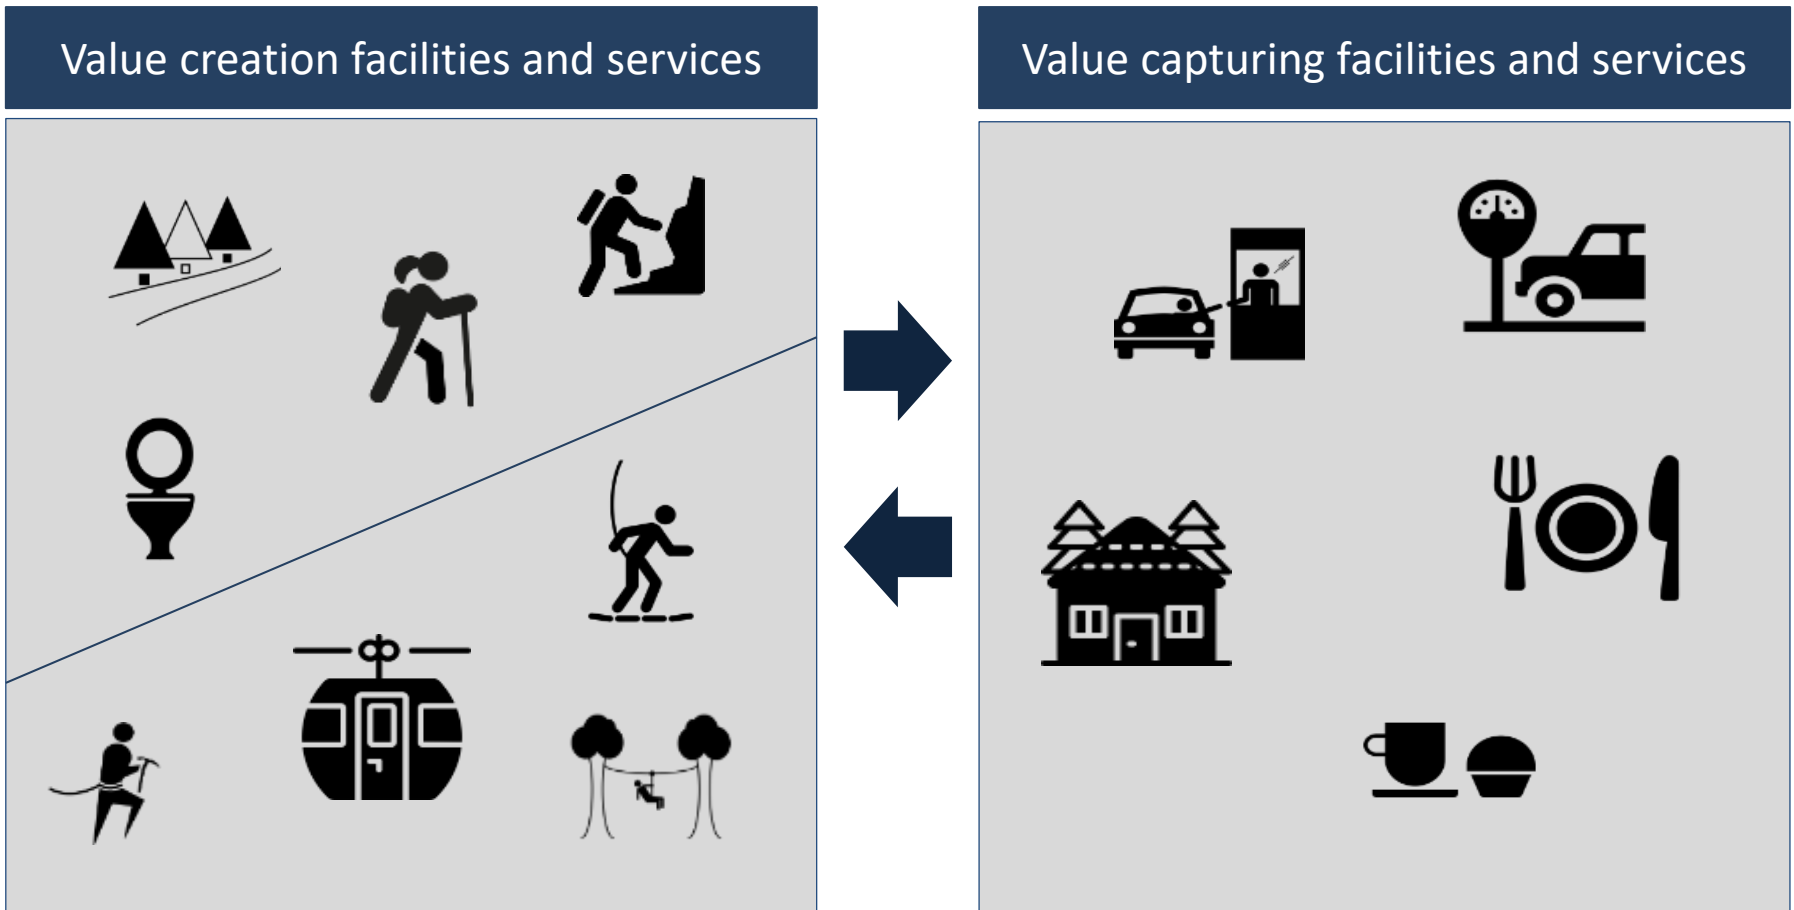 Value creation facilities and services
Value capturing facilities and services